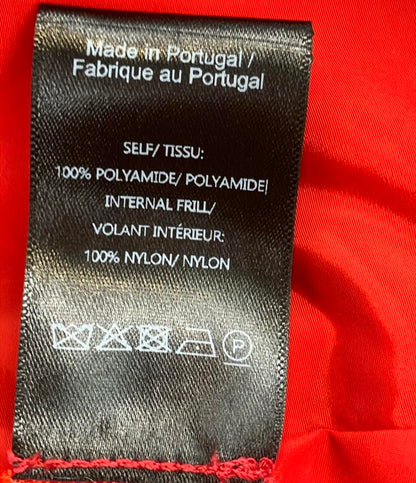 Made in Portugal /
Fabrique au Portugal
SELF/ TISSU:
100% POLYAMIDE/ POLYAMIDE|
INTERNAL FRILL/
VOLANT INTÉRIEUR:
100% NYLON/ NYLON
P